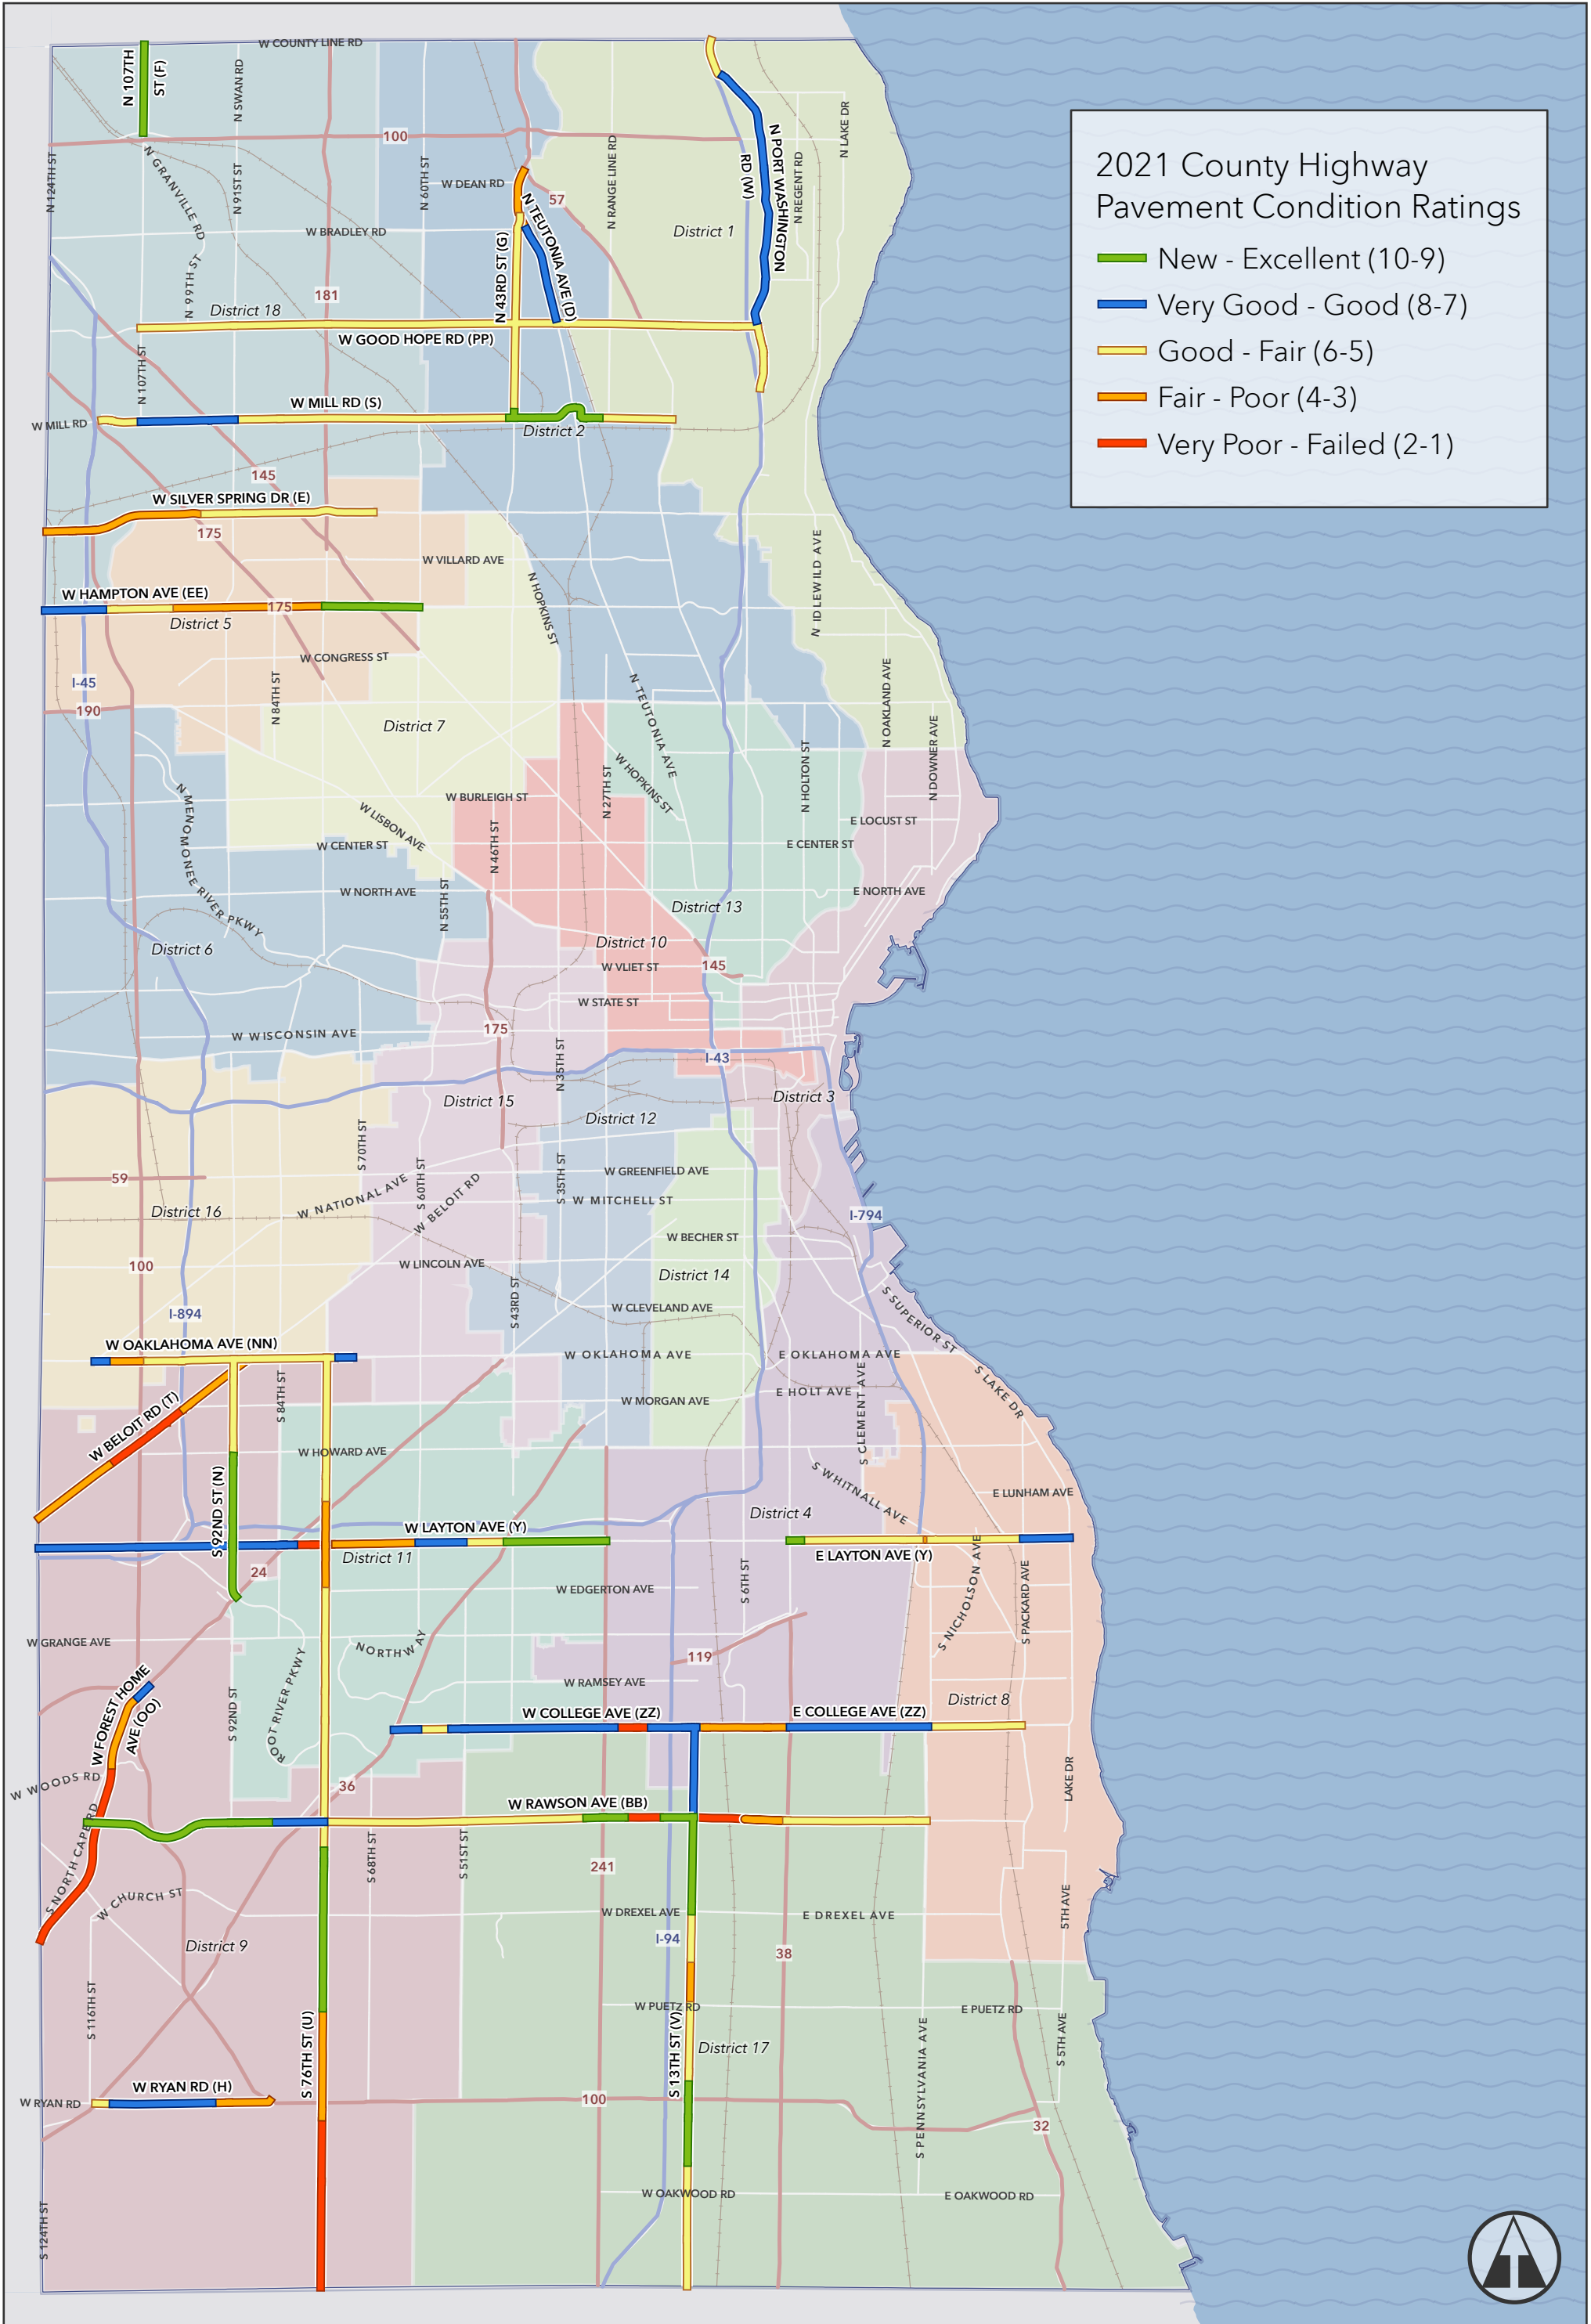 2021 County Highway
Pavement Condition Ratings
New - Excellent (10-9)
Very Good - Good (8-7)
Good - Fair (6-5)
Fair - Poor (4-3)
Very Poor - Failed (2-1)
W COUNTY LINE RD
N 107TH
ST (F)
N SWAN RD
N LAKE DR
100
N 124TH ST
N GRANVILLE RD
N 91ST ST
N 60TH ST
W DEAN RD
57
N RANGE LINE RD
RD (W)
N PORT WASHINGTON
N REGENT RD
W BRADLEY RD
N 43RD ST (G)
N TEUTONIA AVE (D)
District 1
N 99TH ST
181
District 18
W GOOD HOPE RD (PP)
N 107TH ST
W MILL RD (S)
W MILL RD
District 2
145
W SILVER SPRING DR (E)
175
W VILLARD AVE
N IDLEWILD AVE
W HAMPTON AVE (EE)
175
District 5
N HOPKINS ST
W CONGRESS ST
I-45
190
N 84TH ST
N TEUTONIA AVE
N OAKLAND AVE
District 7
N DOWNER AVE
W HOPKINS ST
N HOLTON ST
N 27TH ST
N MENOMONEE RIVER PKWY
W BURLEIGH ST
W LISBON AVE
N 46TH ST
E LOCUST ST
W CENTER ST
E CENTER ST
W NORTH AVE
N 55TH ST
E NORTH AVE
District 13
District 6
District 10
W VLIET ST
145
W STATE ST
W WISCONSIN AVE
175
I-43
N 35TH ST
District 15
District 12
District 3
S 70TH ST
59
W NATIONAL AVE
S 60TH ST
W BELOIT RD
S 35TH ST
W GREENFIELD AVE
W MITCHELL ST
District 16
I-794
W BECHER ST
100
W LINCOLN AVE
District 14
S 43RD ST
W CLEVELAND AVE
S SUPERIOR ST
I-894
W OAKLAHOMA AVE (NN)
W OKLAHOMA AVE
E OKLAHOMA AVE
S LAKE DR
W BELOIT RD (T)
S 84TH ST
W MORGAN AVE
E HOLT AVE
S CLEMENT AVE
W HOWARD AVE
S 92ND ST (N)
S WHITNALL AVE
E LUNHAM AVE
District 4
W LAYTON AVE (Y)
District 11
E LAYTON AVE (Y)
24
W EDGERTON AVE
S 6TH ST
S NICHOLSON AVE
S PACKARD AVE
W GRANGE AVE
NORTHWAY
119
W RAMSEY AVE
W FOREST HOME
AVE (OO)
S 92ND ST
ROOT RIVER PKWY
District 8
W COLLEGE AVE (ZZ)
E COLLEGE AVE (ZZ)
W WOODS RD
36
LAKE DR
W RAWSON AVE (BB)
S NORTH CAPE RD
S 68TH ST
S 51ST ST
241
W CHURCH ST
W DREXEL AVE
E DREXEL AVE
5TH AVE
I-94
District 9
38
S 116TH ST
W PUETZ RD
E PUETZ RD
S 76TH ST (U)
S 13TH ST (V)
District 17
S 5TH AVE
S PENNSYLVANIA AVE
W RYAN RD (H)
W RYAN RD
100
32
W OAKWOOD RD
E OAKWOOD RD
S 124TH ST